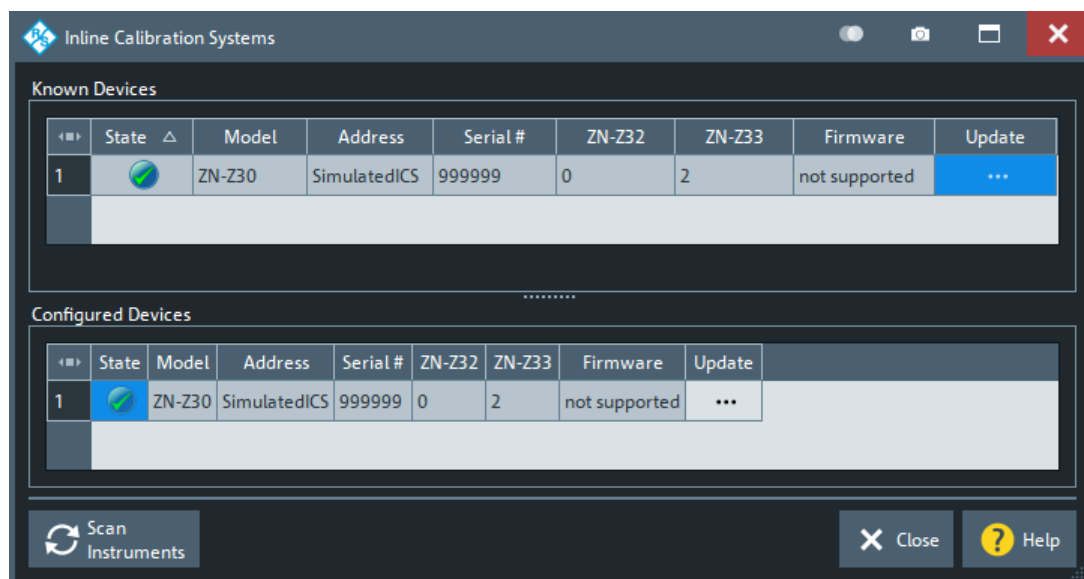 Inline Calibration Systems
Known Devices
State Model Address Serial # ZN-Z32 ZN-Z33 Firmware Update
1 ZN-Z30 SimulatedICS 999999 0 2 not supported ...
Configured Devices
State Model Address Serial # ZN-Z32 ZN-Z33 Firmware Update
1 ZN-Z30 SimulatedICS 999999 0 2 not supported ...
Scan
Instruments
Close
? Help